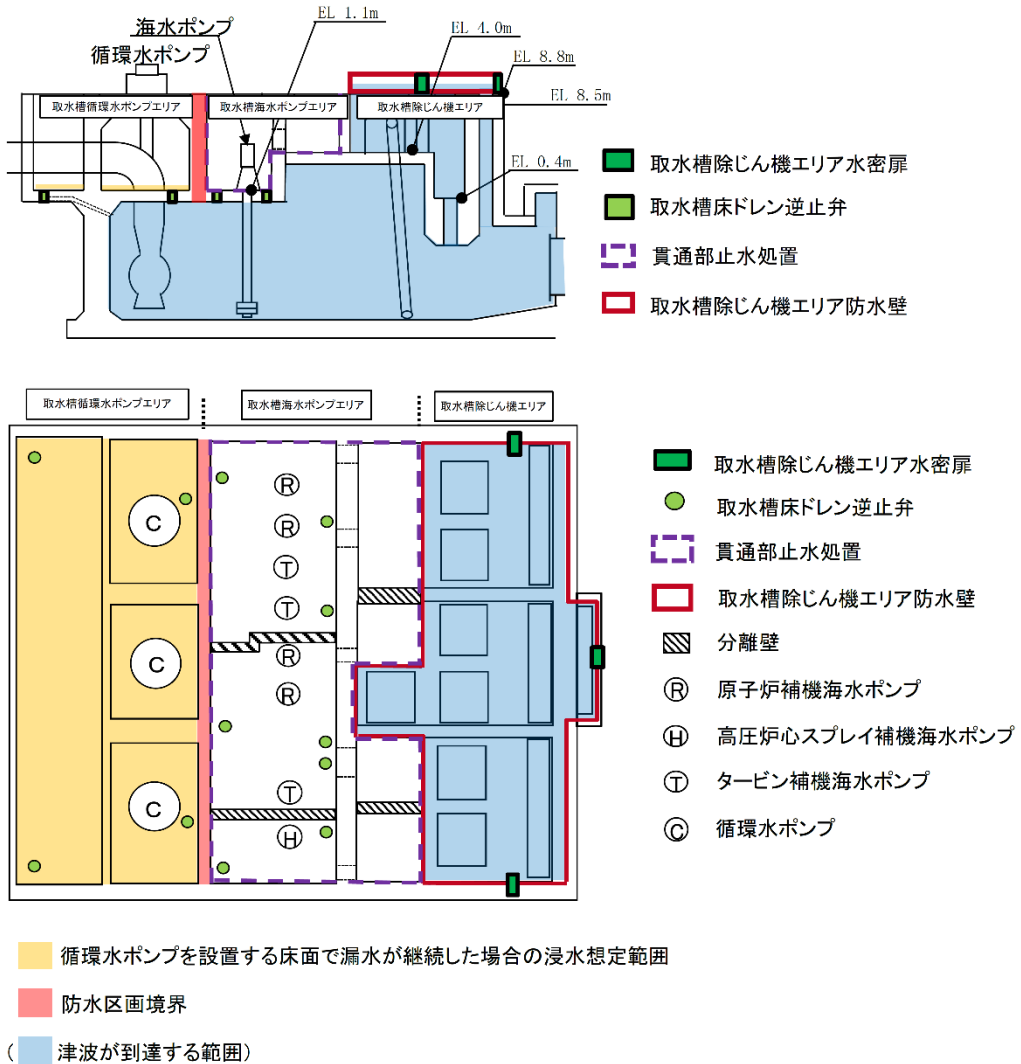 海水ポンプ
循環水ポンプ
EL 1.1m
EL 4.0m
EL 8.8m
EL 8.5m
取水槽循環水ポンプエリア
取水槽海水ポンプエリア
取水槽除じん機エリア
EL 0.4m
取水槽除じん機エリア水密扉
取水槽床ドレン逆止弁
貫通部止水処置
取水槽除じん機エリア防水壁
取水槽循環水ポンプエリア
取水槽海水ポンプエリア
取水槽除じん機エリア
C
C
C
R
R
T
T
R
R
T
H
取水槽除じん機エリア水密扉
取水槽床ドレン逆止弁
貫通部止水処置
取水槽除じん機エリア防水壁
分離壁
R 原子炉補機海水ポンプ
H 高圧炉心スプレイ補機海水ポンプ
T タービン補機海水ポンプ
C 循環水ポンプ
循環水ポンプを設置する床面で漏水が継続した場合の浸水想定範囲
防水区画境界
( 津波が到達する範囲)